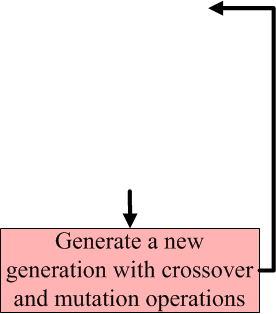 Generate a new
generation with crossover
and mutation operations